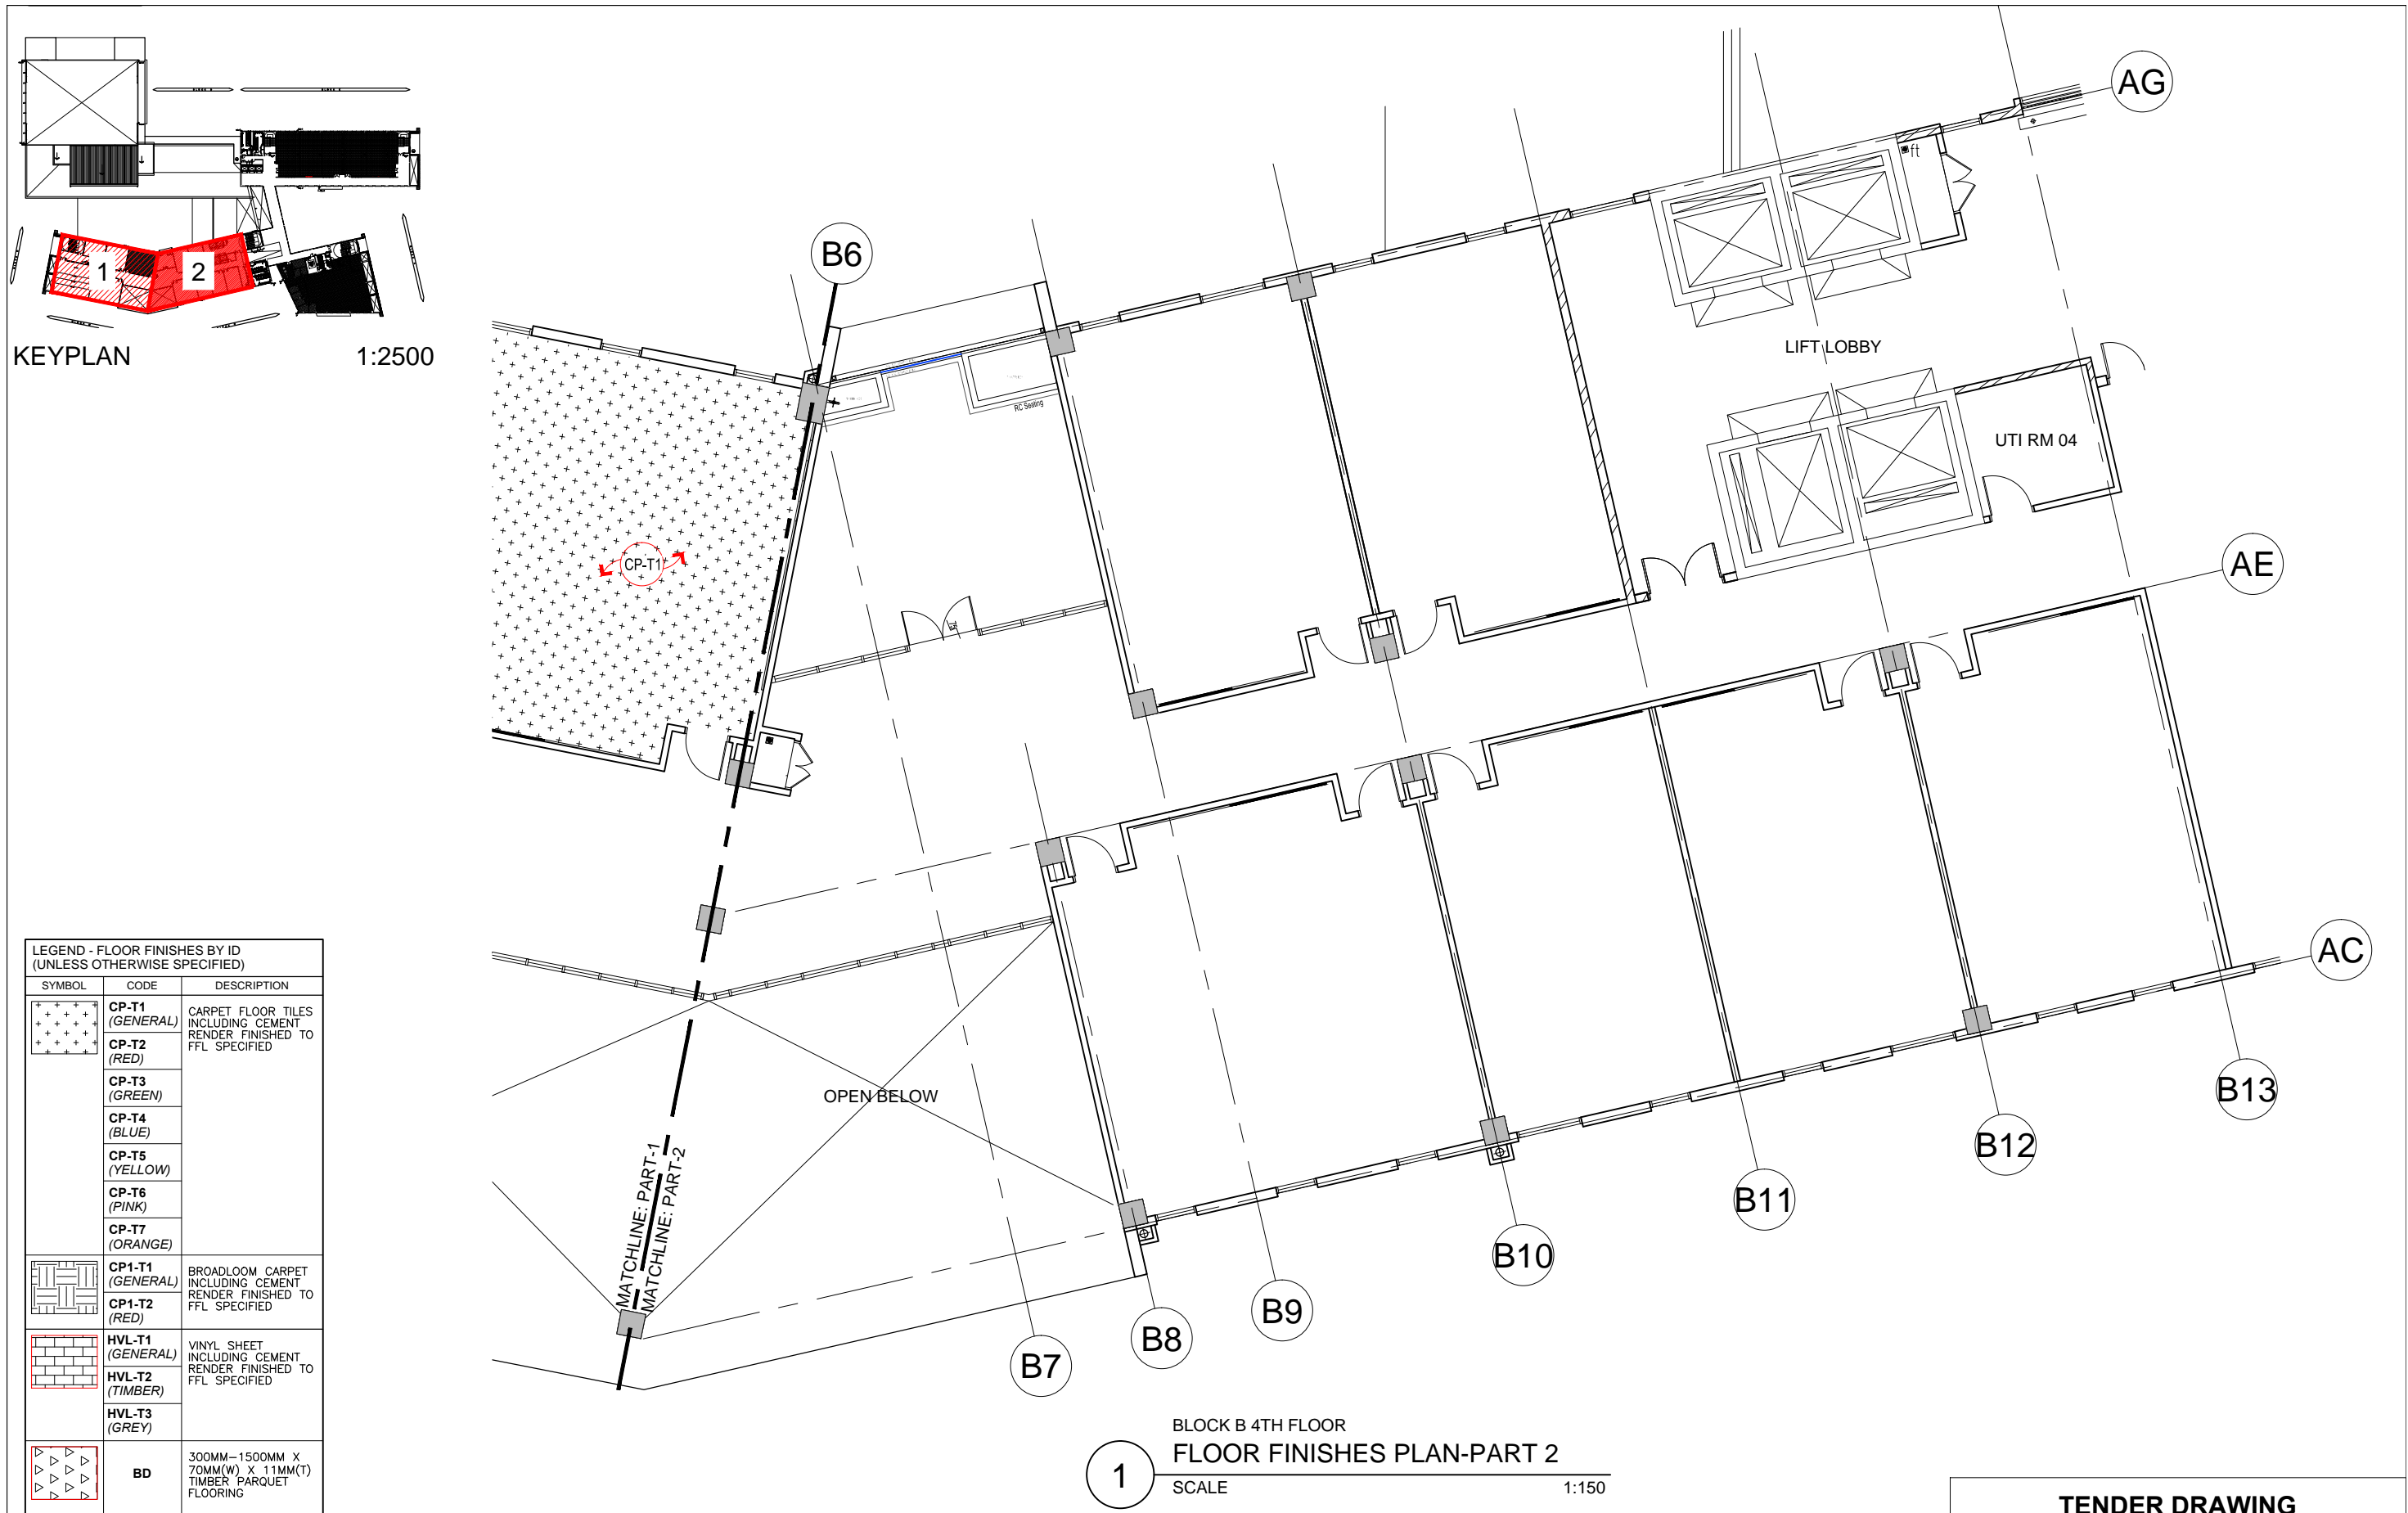 1
2
KEYPLAN
1:2500
B6
AG
ft
LIFT LOBBY
UTI RM 04
RC Seating
CP-T1
AE
AC
OPEN BELOW
MATCHLINE: PART-1
MATCHLINE: PART-2
B7
B8
B9
B10
B11
B12
B13
LEGEND - FLOOR FINISHES BY ID
(UNLESS OTHERWISE SPECIFIED)
SYMBOL CODE DESCRIPTION
CP-T1
(GENERAL)
CARPET FLOOR TILES
INCLUDING CEMENT
RENDER FINISHED TO
FFL SPECIFIED
CP-T2
(RED)
CP-T3
(GREEN)
CP-T4
(BLUE)
CP-T5
(YELLOW)
CP-T6
(PINK)
CP-T7
(ORANGE)
CP1-T1
(GENERAL)
BROADLOOM CARPET
INCLUDING CEMENT
RENDER FINISHED TO
FFL SPECIFIED
CP1-T2
(RED)
HVL-T1
(GENERAL)
VINYL SHEET
INCLUDING CEMENT
RENDER FINISHED TO
FFL SPECIFIED
HVL-T2
(TIMBER)
HVL-T3
(GREY)
BD
300MM-1500MM X
70MM(W) X 11MM(T)
TIMBER PARQUET
FLOORING
1
BLOCK B 4TH FLOOR
FLOOR FINISHES PLAN-PART 2
SCALE 1:150
TENDER DRAWING